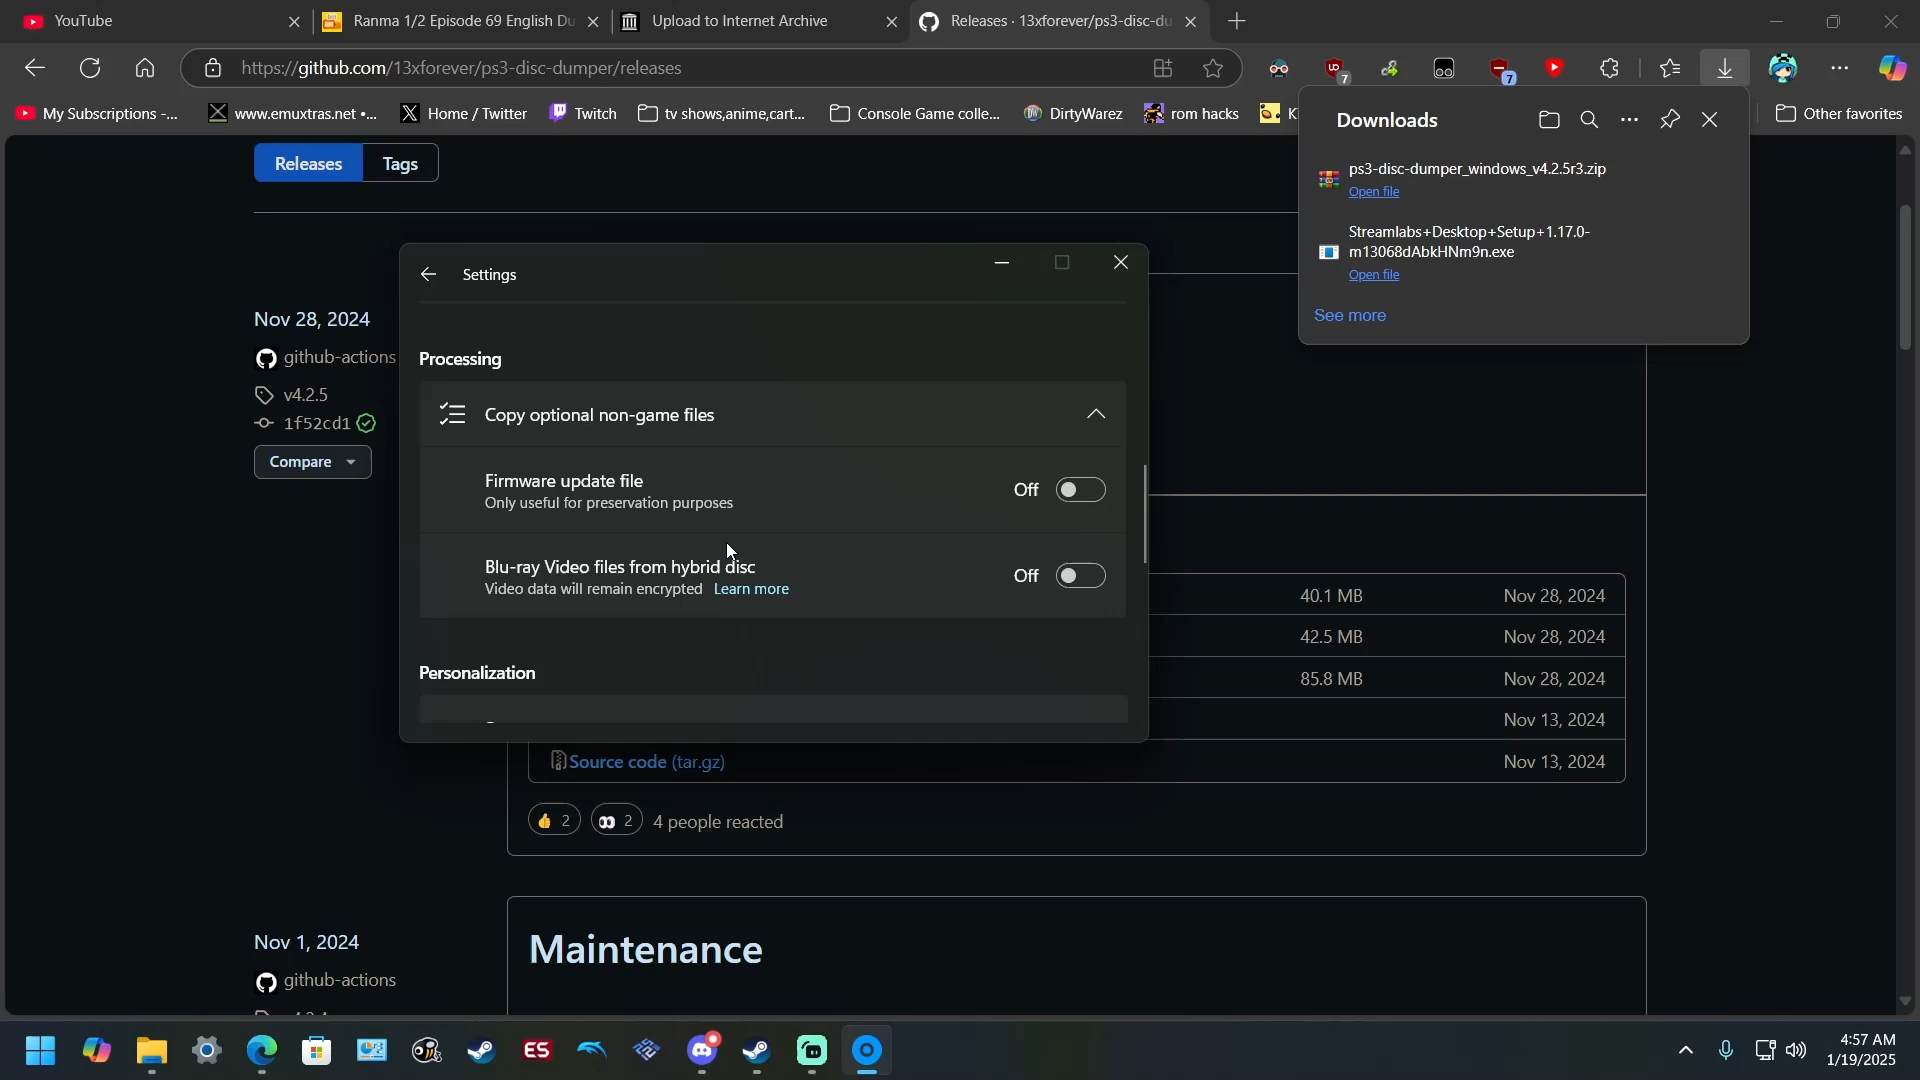 YouTube
Ranma 1/2 Episode 69 English Du
Upload to Internet Archive
Releases · 13xforever/ps3-disc-du
https://github.com/13xforever/ps3-disc-dumper/releases
7
7
My Subscriptions -...
www.emuxtras.net •...
Home / Twitter
Twitch
tv shows,anime,cart...
Console Game colle...
DirtyWarez
rom hacks
Ki
Other favorites
Downloads
ps3-disc-dumper_windows_v4.2.5r3.zip
Open file
Streamlabs+Desktop+Setup+1.17.0-
m13068dAbkHNm9n.exe
Open file
See more
Releases
Tags
Nov 28, 2024
github-actions
v4.2.5
1f52cd1
Compare
Settings
Processing
Copy optional non-game files
Firmware update file
Only useful for preservation purposes
Off
Blu-ray Video files from hybrid disc
Video data will remain encrypted Learn more
Off
Personalization
40.1 MB
Nov 28, 2024
42.5 MB
Nov 28, 2024
85.8 MB
Nov 28, 2024
Nov 13, 2024
Source code (tar.gz)
Nov 13, 2024
2
2
4 people reacted
Nov 1, 2024
github-actions
Maintenance
ES
4:57 AM
1/19/2025